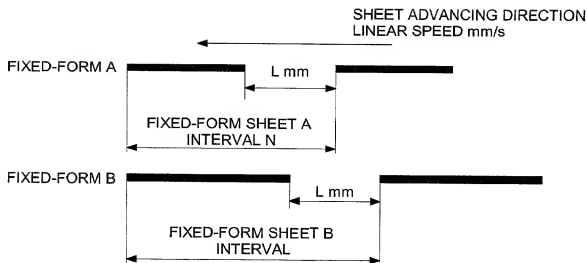 SHEET ADVANCING DIRECTION
LINEAR SPEED mm/s
FIXED-FORM A
L mm
FIXED-FORM SHEET A
INTERVAL N
FIXED-FORM B
L mm
FIXED-FORM SHEET B
INTERVAL